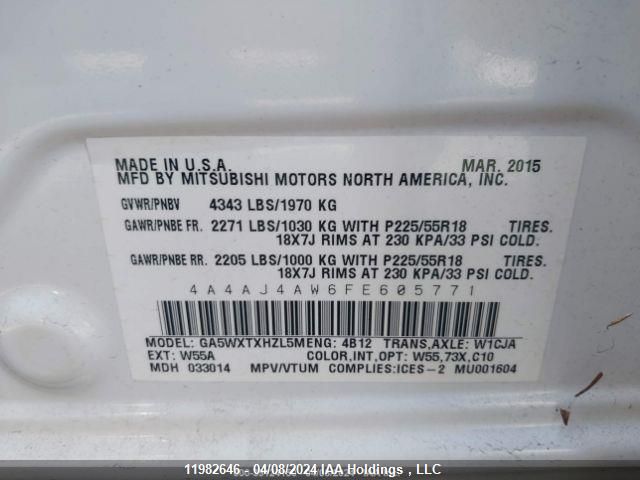 MADE IN U.S.A. MAR. 2015
MFD BY MITSUBISHI MOTORS NORTH AMERICA, INC.
GVWR/PNBV 4343 LBS/1970 KG
GAWR/PNBE FR. 2271 LBS/1030 KG WITH P225/55R18 TIRES.
18X7J RIMS AT 230 KPA/33 PSI COLD.
GAWR/PNBE RR. 2205 LBS/1000 KG WITH P225/55R18 TIRES.
18X7J RIMS AT 230 KPA/33 PSI COLD.
4A4AJ4AW6FE605771
MODEL: GA5WXTXHZL5MENG: 4B12 TRANS,AXLE: W1CJA
EXT: W55A COLOR,INT,OPT: W55,73X,C10
MDH 033014 MPV/VTUM COMPLIES:ICES-2 MU001604
11982646 - 04/08/2024 IAA Holdings , LLC